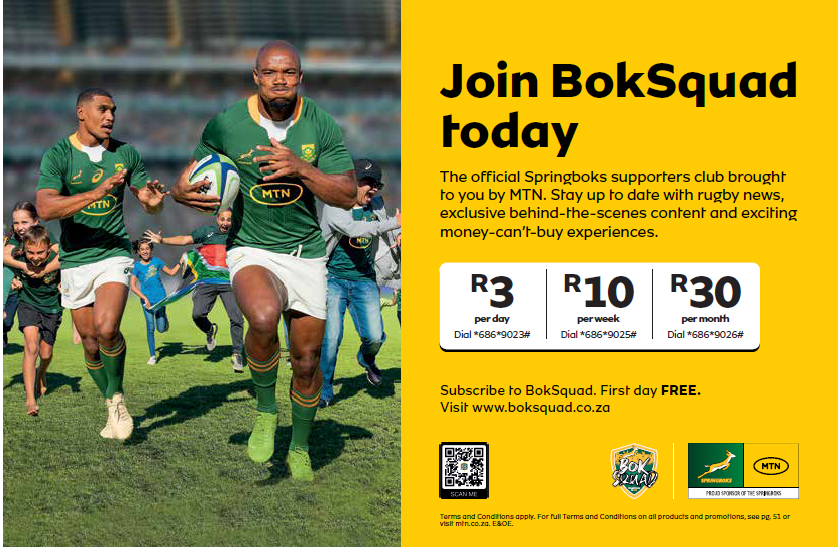 MTN
MTN
MTN
Join BokSquad
today
The official Springboks supporters club brought
to you by MTN. Stay up to date with rugby news,
exclusive behind-the-scenes content and exciting
money-can't-buy experiences.
R3
per day
Dial *686*9023#
R10
per week
Dial *686*9025#
R30
per month
Dial *686*9026#
Subscribe to BokSquad. First day FREE.
Visit www.boksquad.co.za
SCAN ME
BOK
SQUAD
SPRINGBOKS
MTN
PROUD SPONSOR OF THE SPRINGBOKS
Terms and Conditions apply. For full Terms and Conditions on all products and promotions, see pg. 51 or
visit mtn.co.za. E&OE.